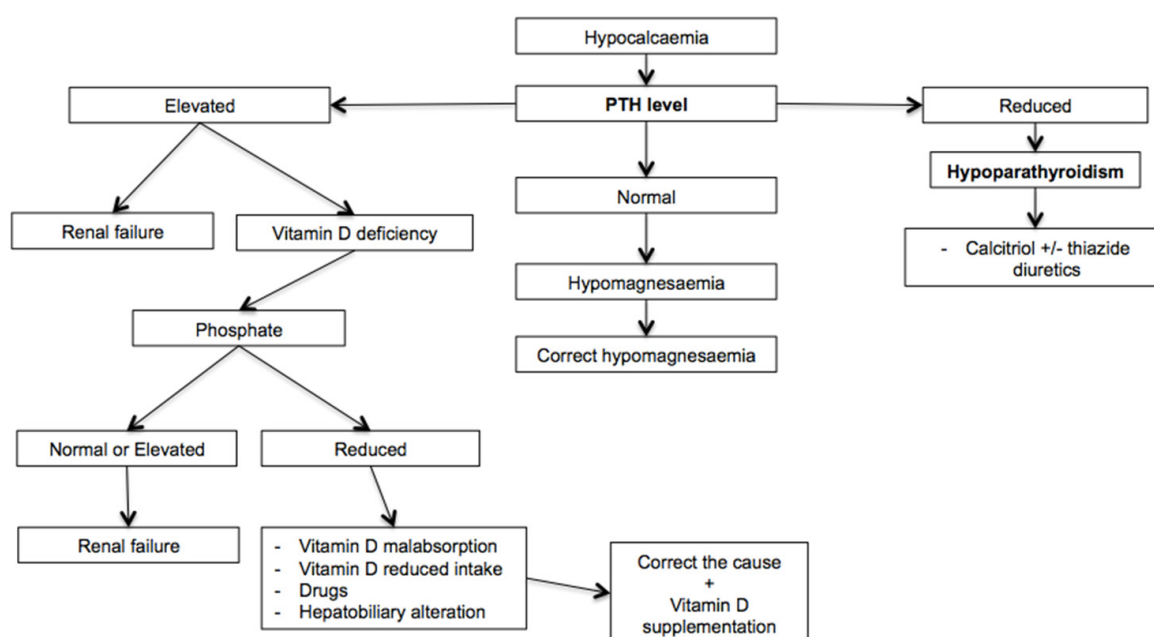 Hypocalcaemia
Elevated
PTH level
Reduced
Hypoparathyroidism
Renal failure
Vitamin D deficiency
Normal
- Calcitriol +/- thiazide
diuretics
Hypomagnesaemia
Phosphate
Correct hypomagnesaemia
Normal or Elevated
Reduced
Renal failure
- Vitamin D malabsorption
- Vitamin D reduced intake
- Drugs
- Hepatobiliary alteration
Correct the cause
+
Vitamin D
supplementation